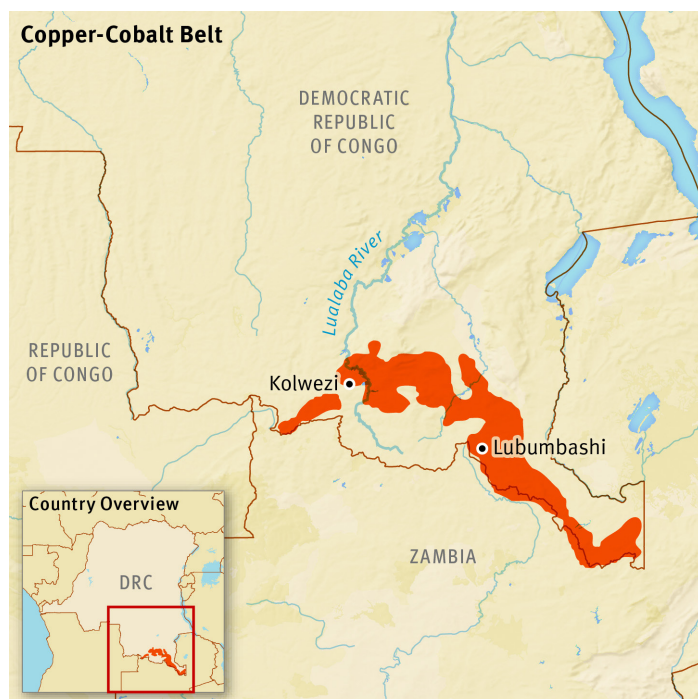 Copper-Cobalt Belt
DEMOCRATIC
REPUBLIC
OF CONGO
Lualaba River
REPUBLIC
OF CONGO
Kolwezi
Lubumbashi
Country Overview
DRC
ZAMBIA